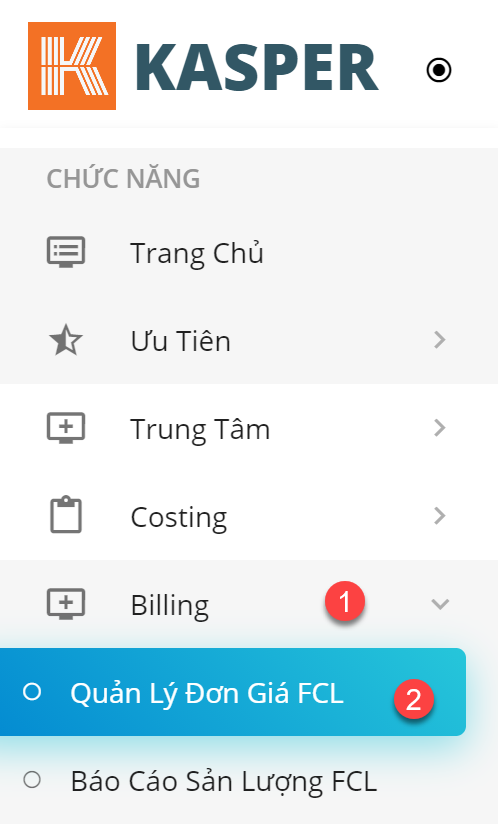 KASPER
CHỨC NĂNG
Trang Chủ
Ưu Tiên
Trung Tâm
Costing
Billing 1
Quản Lý Đơn Giá FCL 2
Báo Cáo Sản Lượng FCL